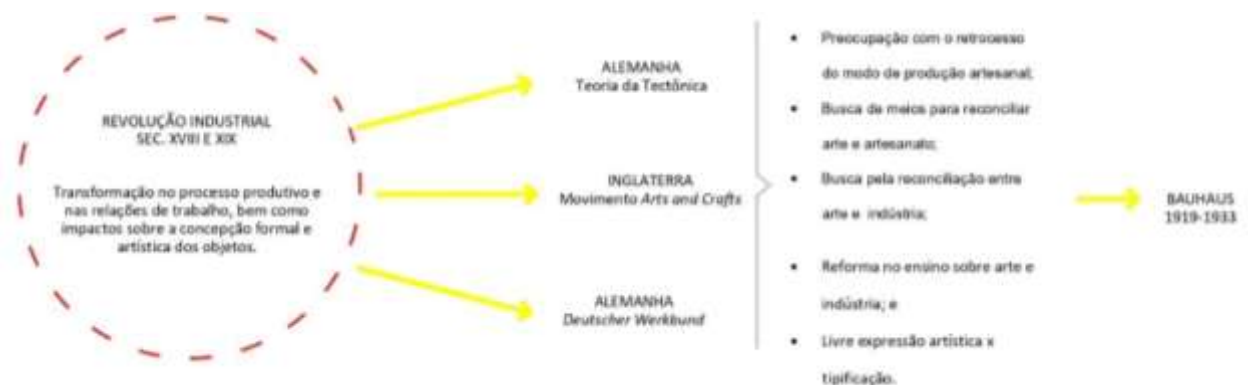 REVOLUÇÃO INDUSTRIAL
SEC. XVIII E XIX
Transformação no processo produtivo e
nas relações de trabalho, bem como
impactos sobre a concepção formal e
artística dos objetos.
ALEMANHA
Teoria da Tectônica
INGLATERRA
Movimento Arts and Crafts
ALEMANHA
Deutscher Werkbund
• Preocupação com o retrocesso
do modo de produção artesanal;
• Busca de meios para reconciliar
arte e artesanato;
• Busca pela reconciliação entre
arte e indústria;
• Reforma no ensino sobre arte e
indústria; e
• Livre expressão artística x
tipificação.
BAUHAUS
1919-1933